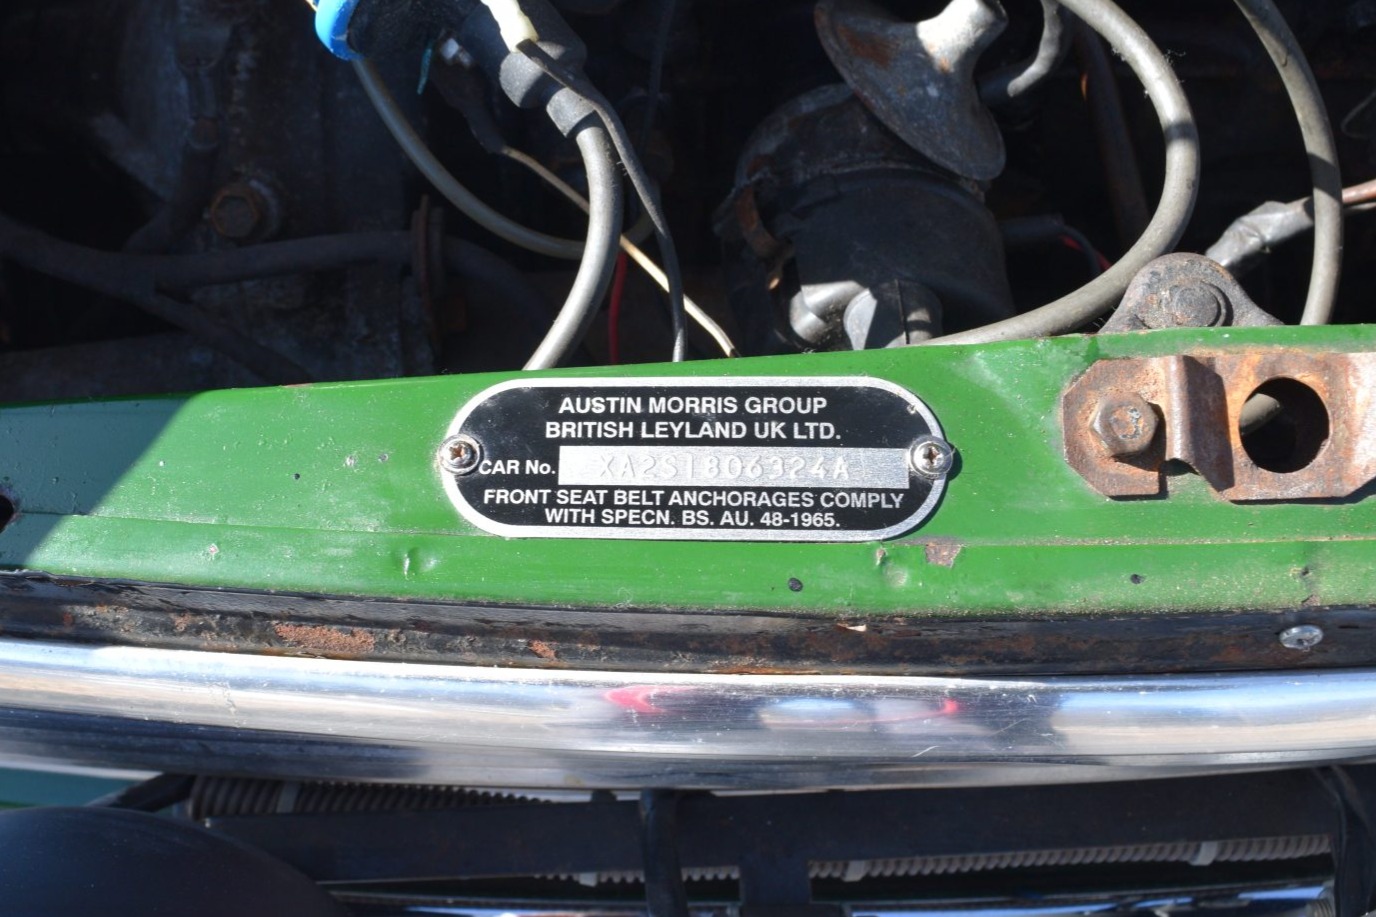 AUSTIN MORRIS GROUP
BRITISH LEYLAND UK LTD.
CAR No. XA2S1806324A
FRONT SEAT BELT ANCHORAGES COMPLY
WITH SPECN. BS. AU. 48-1965.